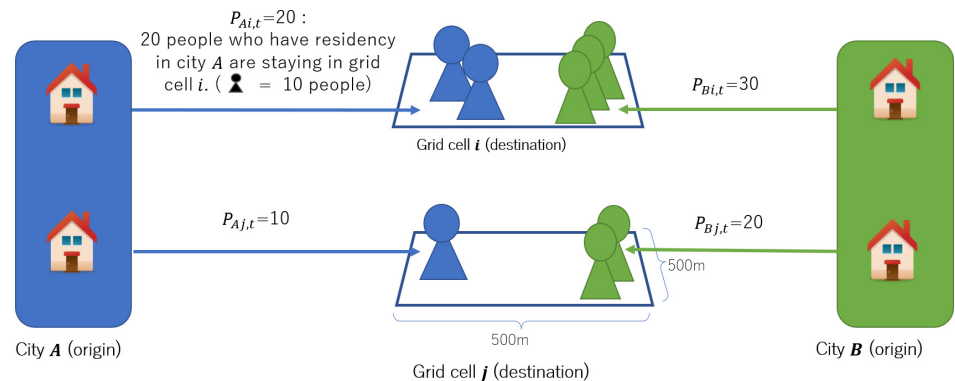 P_{Ai,t}=20 :
20 people who have residency
in city A are staying in grid
cell i. ( = 10 people)
P_{Bi,t}=30
Grid cell i (destination)
P_{Aj,t}=10
P_{Bj,t}=20
500m
500m
City A (origin)
Grid cell j (destination)
City B (origin)